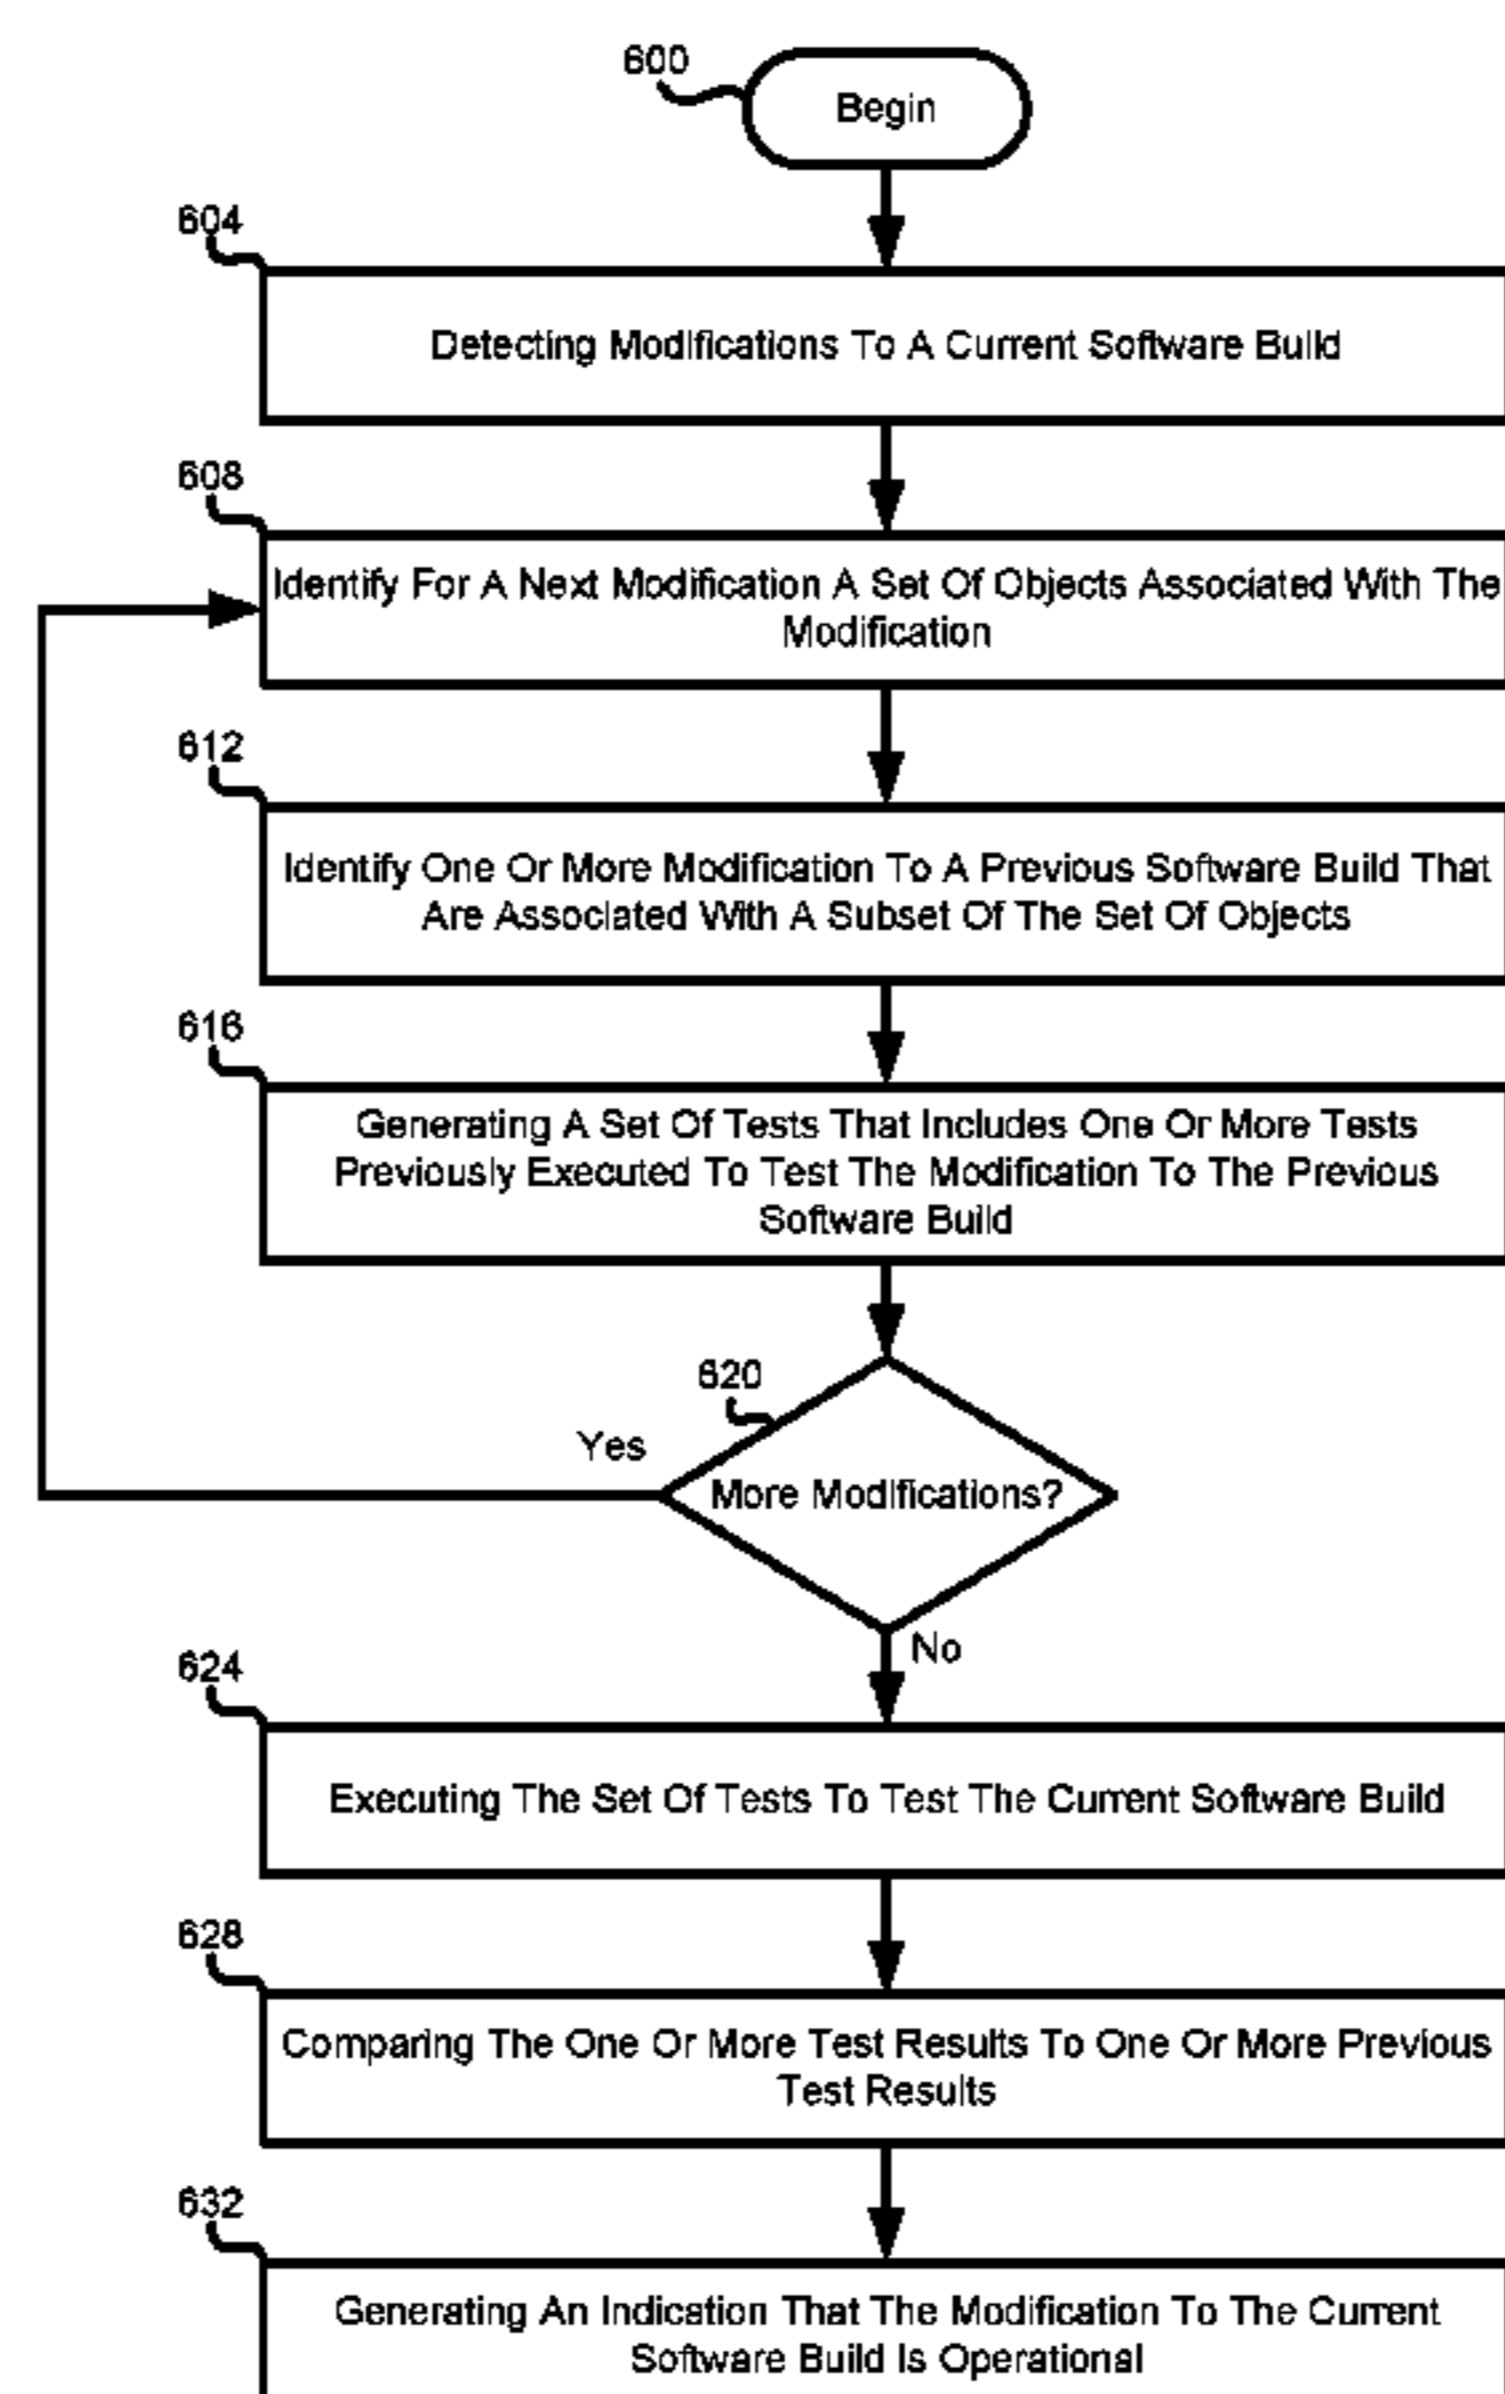 600
Begin
604
Detecting Modifications To A Current Software Build
608
Identify For A Next Modification A Set Of Objects Associated With The
Modification
612
Identify One Or More Modification To A Previous Software Build That
Are Associated With A Subset Of The Set Of Objects
616
Generating A Set Of Tests That Includes One Or More Tests
Previously Executed To Test The Modification To The Previous
Software Build
620
Yes
More Modifications?
No
624
Executing The Set Of Tests To Test The Current Software Build
628
Comparing The One Or More Test Results To One Or More Previous
Test Results
632
Generating An Indication That The Modification To The Current
Software Build Is Operational